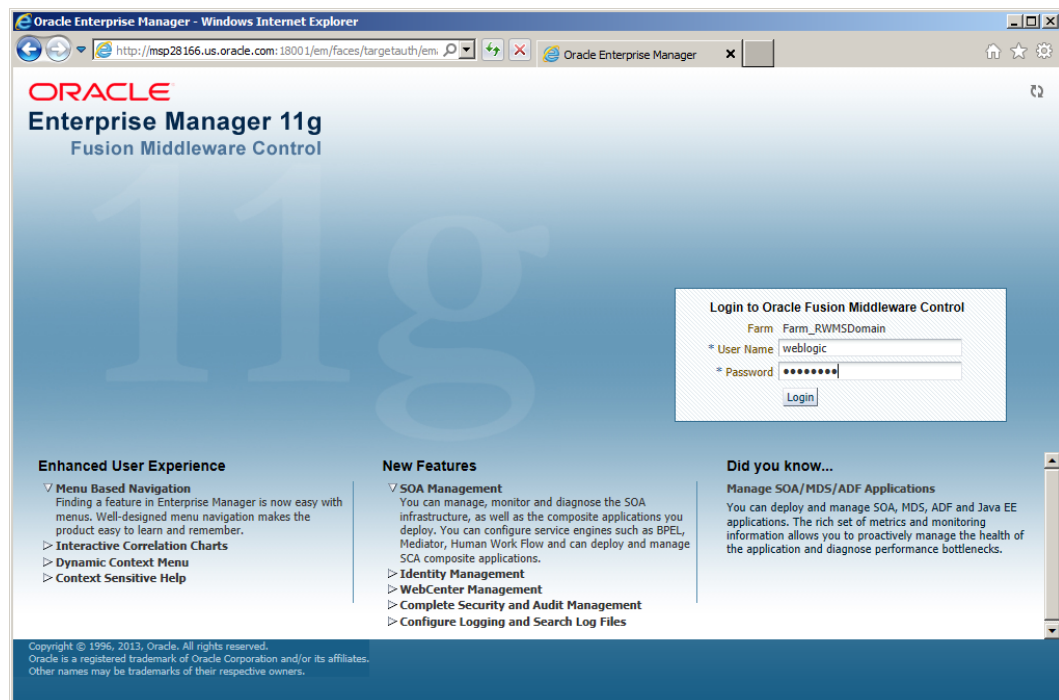 Oracle Enterprise Manager - Windows Internet Explorer
http://msp28166.us.oracle.com:18001/em/faces/targetauth/em
Oracle Enterprise Manager
ORACLE
Enterprise Manager 11g
Fusion Middleware Control
11g
Login to Oracle Fusion Middleware Control
Farm Farm_RWMSDomain
* User Name weblogic
* Password ••••••••
Login
Enhanced User Experience
Menu Based Navigation
Finding a feature in Enterprise Manager is now easy with
menus. Well-designed menu navigation makes the
product easy to learn and remember.
Interactive Correlation Charts
Dynamic Context Menu
Context Sensitive Help
New Features
SOA Management
You can manage, monitor and diagnose the SOA
infrastructure, as well as the composite applications you
deploy. You can configure service engines such as BPEL,
Mediator, Human Work Flow and can deploy and manage
SCA composite applications.
Identity Management
WebCenter Management
Complete Security and Audit Management
Configure Logging and Search Log Files
Did you know...
Manage SOA/MDS/ADF Applications
You can deploy and manage SOA, MDS, ADF and Java EE
applications. The rich set of metrics and monitoring
information allows you to proactively manage the health of
the application and diagnose performance bottlenecks.
Copyright © 1996, 2013, Oracle. All rights reserved.
Oracle is a registered trademark of Oracle Corporation and/or its affiliates.
Other names may be trademarks of their respective owners.